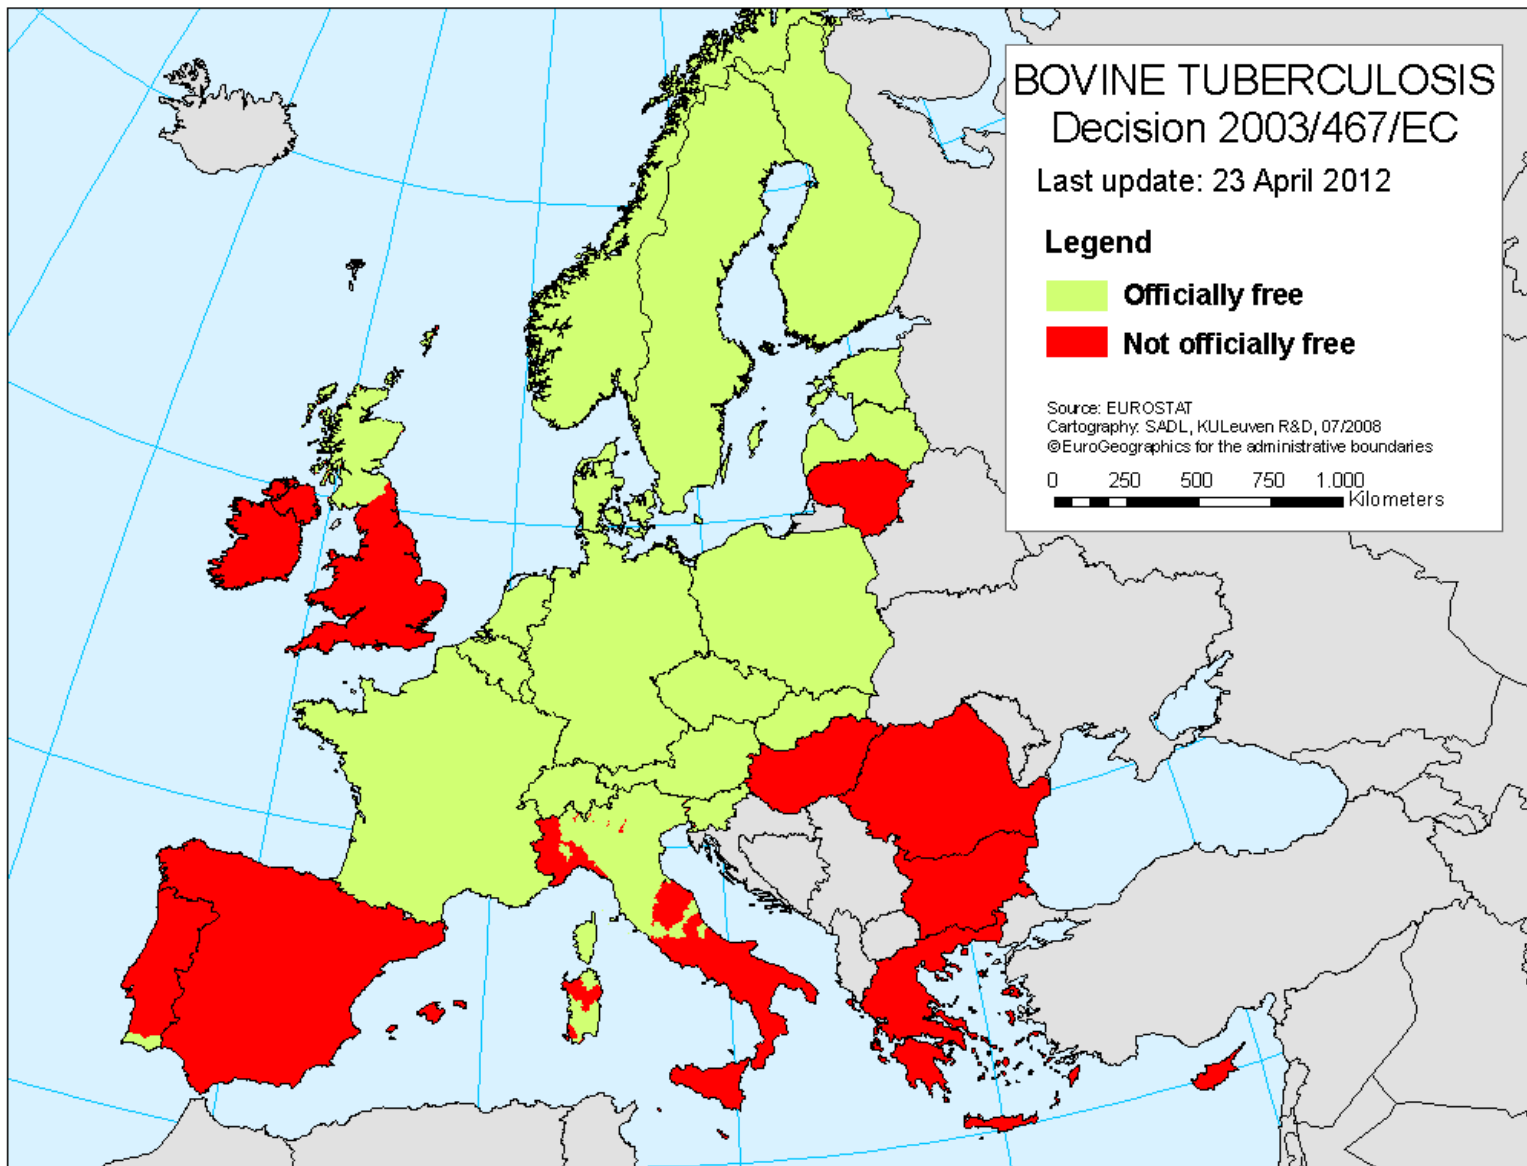 BOVINE TUBERCULOSIS
Decision 2003/467/EC
Last update: 23 April 2012
Legend
Officially free
Not officially free
Source: EUROSTAT
Cartography: SADL, KULeuven R&D, 07/2008
©EuroGeographics for the administrative boundaries
0 250 500 750 1.000
Kilometers